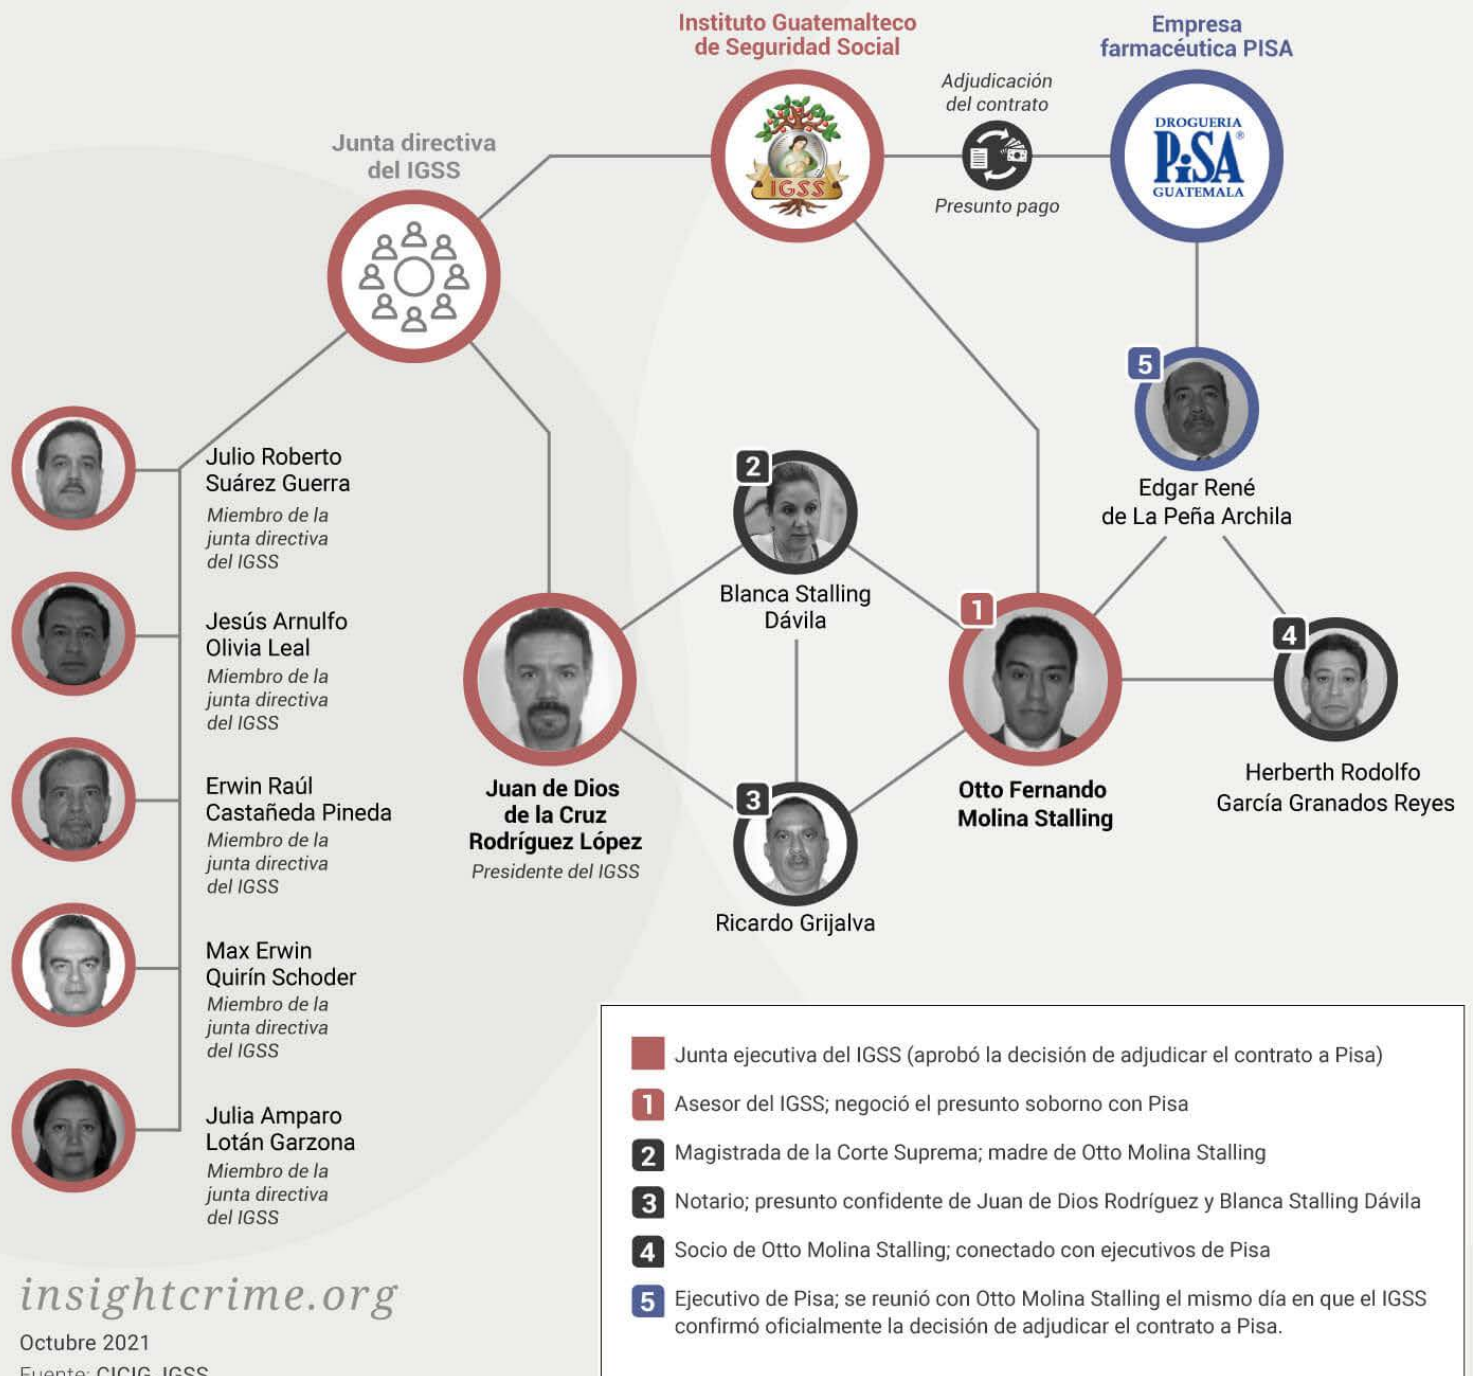 Instituto Guatemalteco
de Seguridad Social
Empresa
farmacéutica PISA
Adjudicación
del contrato
Presunto pago
IGSS
DROGUERIA
PiSA®
GUATEMALA
Junta directiva
del IGSS
Julio Roberto
Suárez Guerra
Miembro de la
junta directiva
del IGSS
Jesús Arnulfo
Olivia Leal
Miembro de la
junta directiva
del IGSS
Erwin Raúl
Castañeda Pineda
Miembro de la
junta directiva
del IGSS
Max Erwin
Quirín Schoder
Miembro de la
junta directiva
del IGSS
Julia Amparo
Lotán Garzona
Miembro de la
junta directiva
del IGSS
Juan de Dios
de la Cruz
Rodríguez López
Presidente del IGSS
2
Blanca Stalling
Dávila
3
Ricardo Grijalva
1
Otto Fernando
Molina Stalling
5
Edgar René
de La Peña Archila
4
Herberth Rodolfo
García Granados Reyes
Junta ejecutiva del IGSS (aprobó la decisión de adjudicar el contrato a Pisa)
1 Asesor del IGSS; negoció el presunto soborno con Pisa
2 Magistrada de la Corte Suprema; madre de Otto Molina Stalling
3 Notario; presunto confidente de Juan de Dios Rodríguez y Blanca Stalling Dávila
4 Socio de Otto Molina Stalling; conectado con ejecutivos de Pisa
5 Ejecutivo de Pisa; se reunió con Otto Molina Stalling el mismo día en que el IGSS
confirmó oficialmente la decisión de adjudicar el contrato a Pisa.
insightcrime.org
Octubre 2021
Fuente: CICIG, IGSS